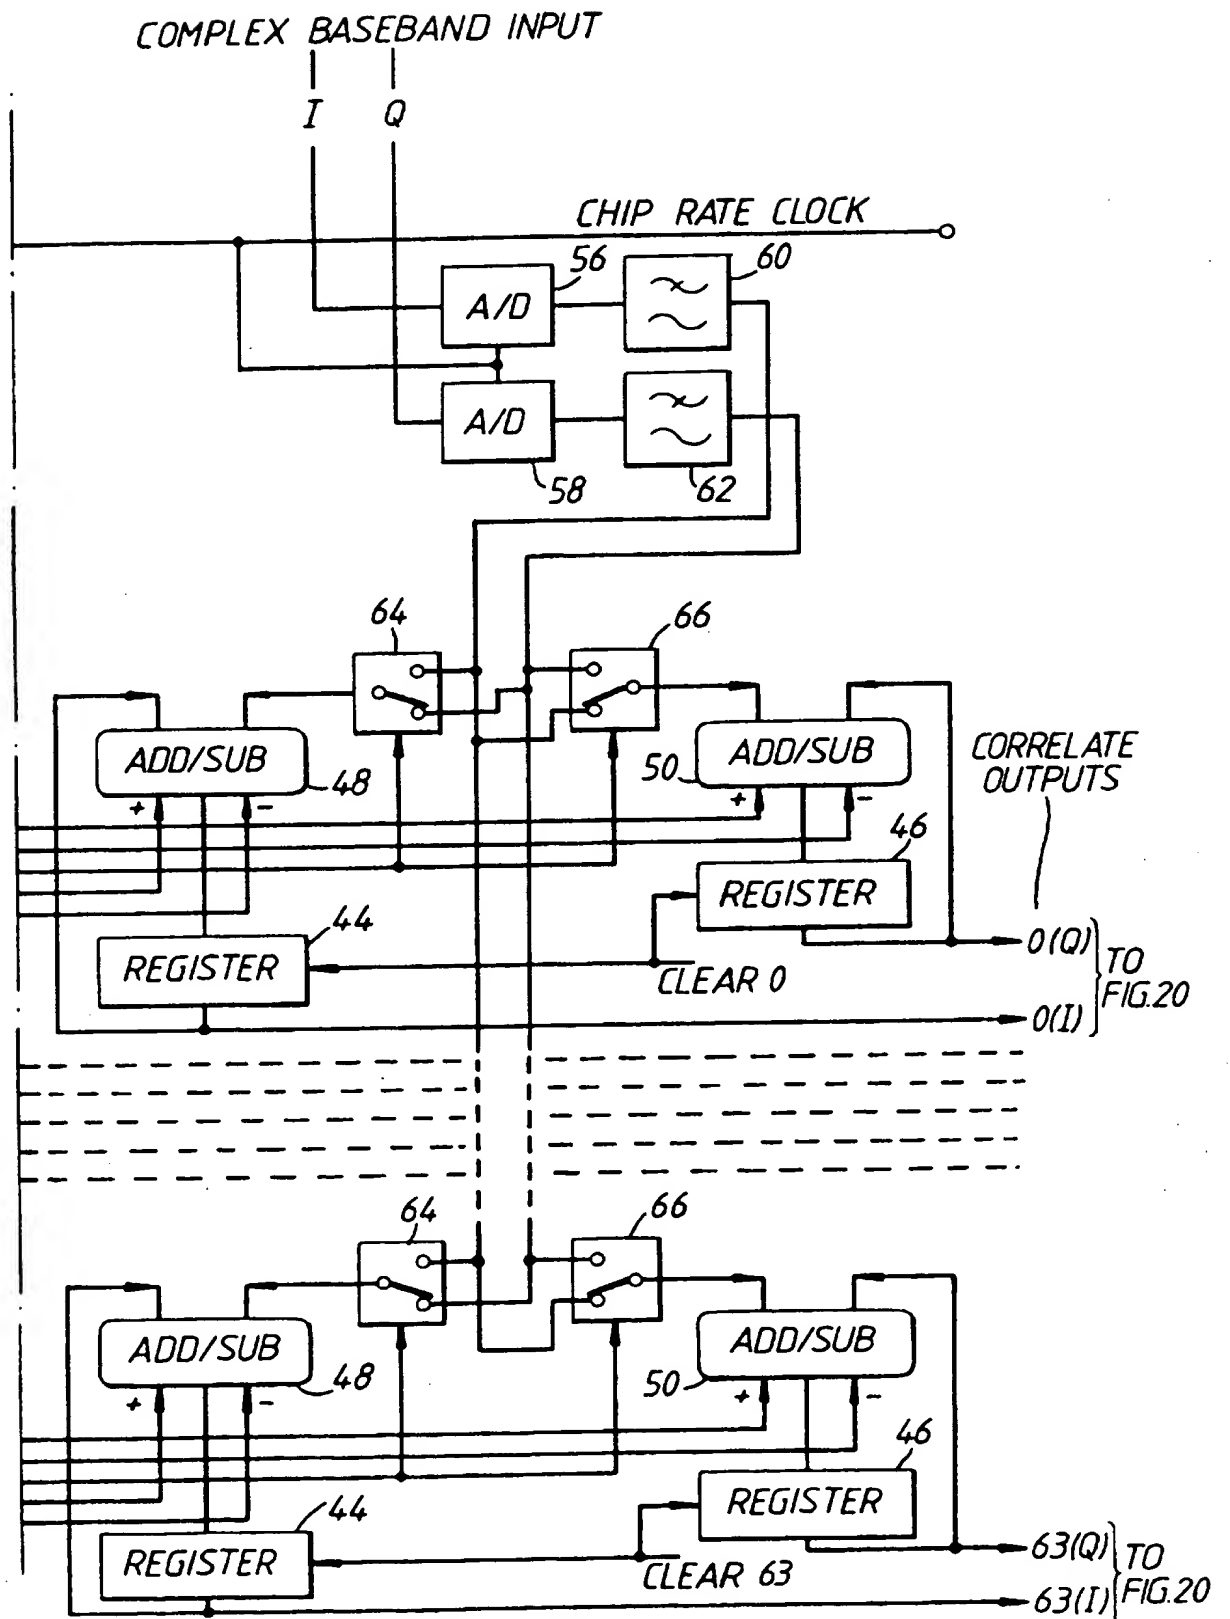 COMPLEX BASEBAND INPUT
I Q
CHIP RATE CLOCK
56
60
A/D
A/D
58
62
64
66
ADD/SUB
48
+ -
ADD/SUB
50
+ -
CORRELATE
OUTPUTS
46
REGISTER
44
REGISTER
CLEAR 0
0(Q)
0(I)
TO
FIG.20
64
66
ADD/SUB
48
+ -
ADD/SUB
50
+ -
46
REGISTER
44
REGISTER
CLEAR 63
63(Q)
63(I)
TO
FIG.20